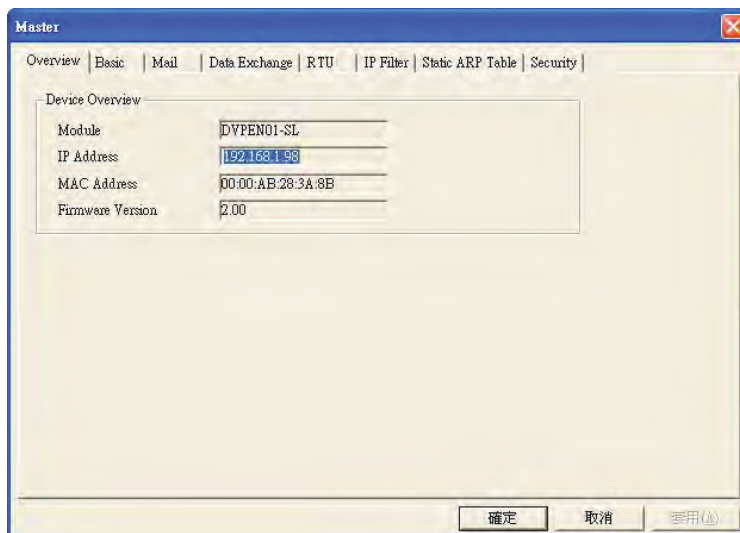 Master
Overview Basic Mail Data Exchange RTU IP Filter Static ARP Table Security
Device Overview
Module DVPEN01-SL
IP Address 192.168.1.98
MAC Address 00:00:AB:28:3A:8B
Firmware Version 2.00
確定 取消 套用(A)